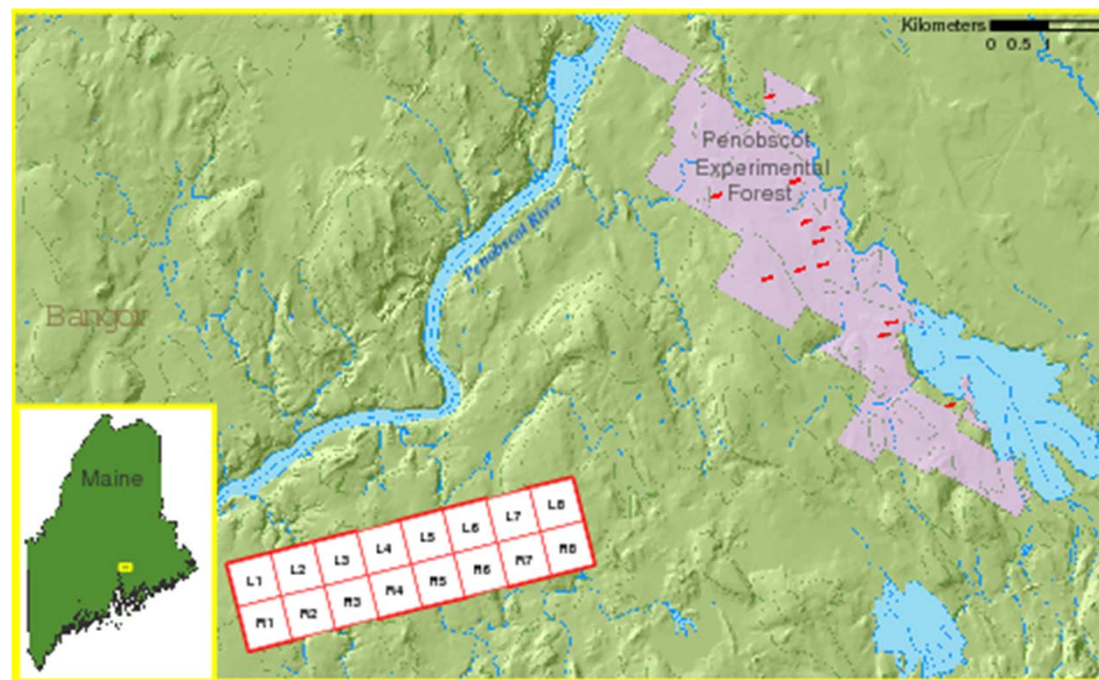 Kilometers
0 0.5 1
Penobscot
Experimental
Forest
Penobscot River
Bangor
Maine
L1 L2 L3 L4 L5 L6 L7 L8
R1 R2 R3 R4 R5 R6 R7 R8